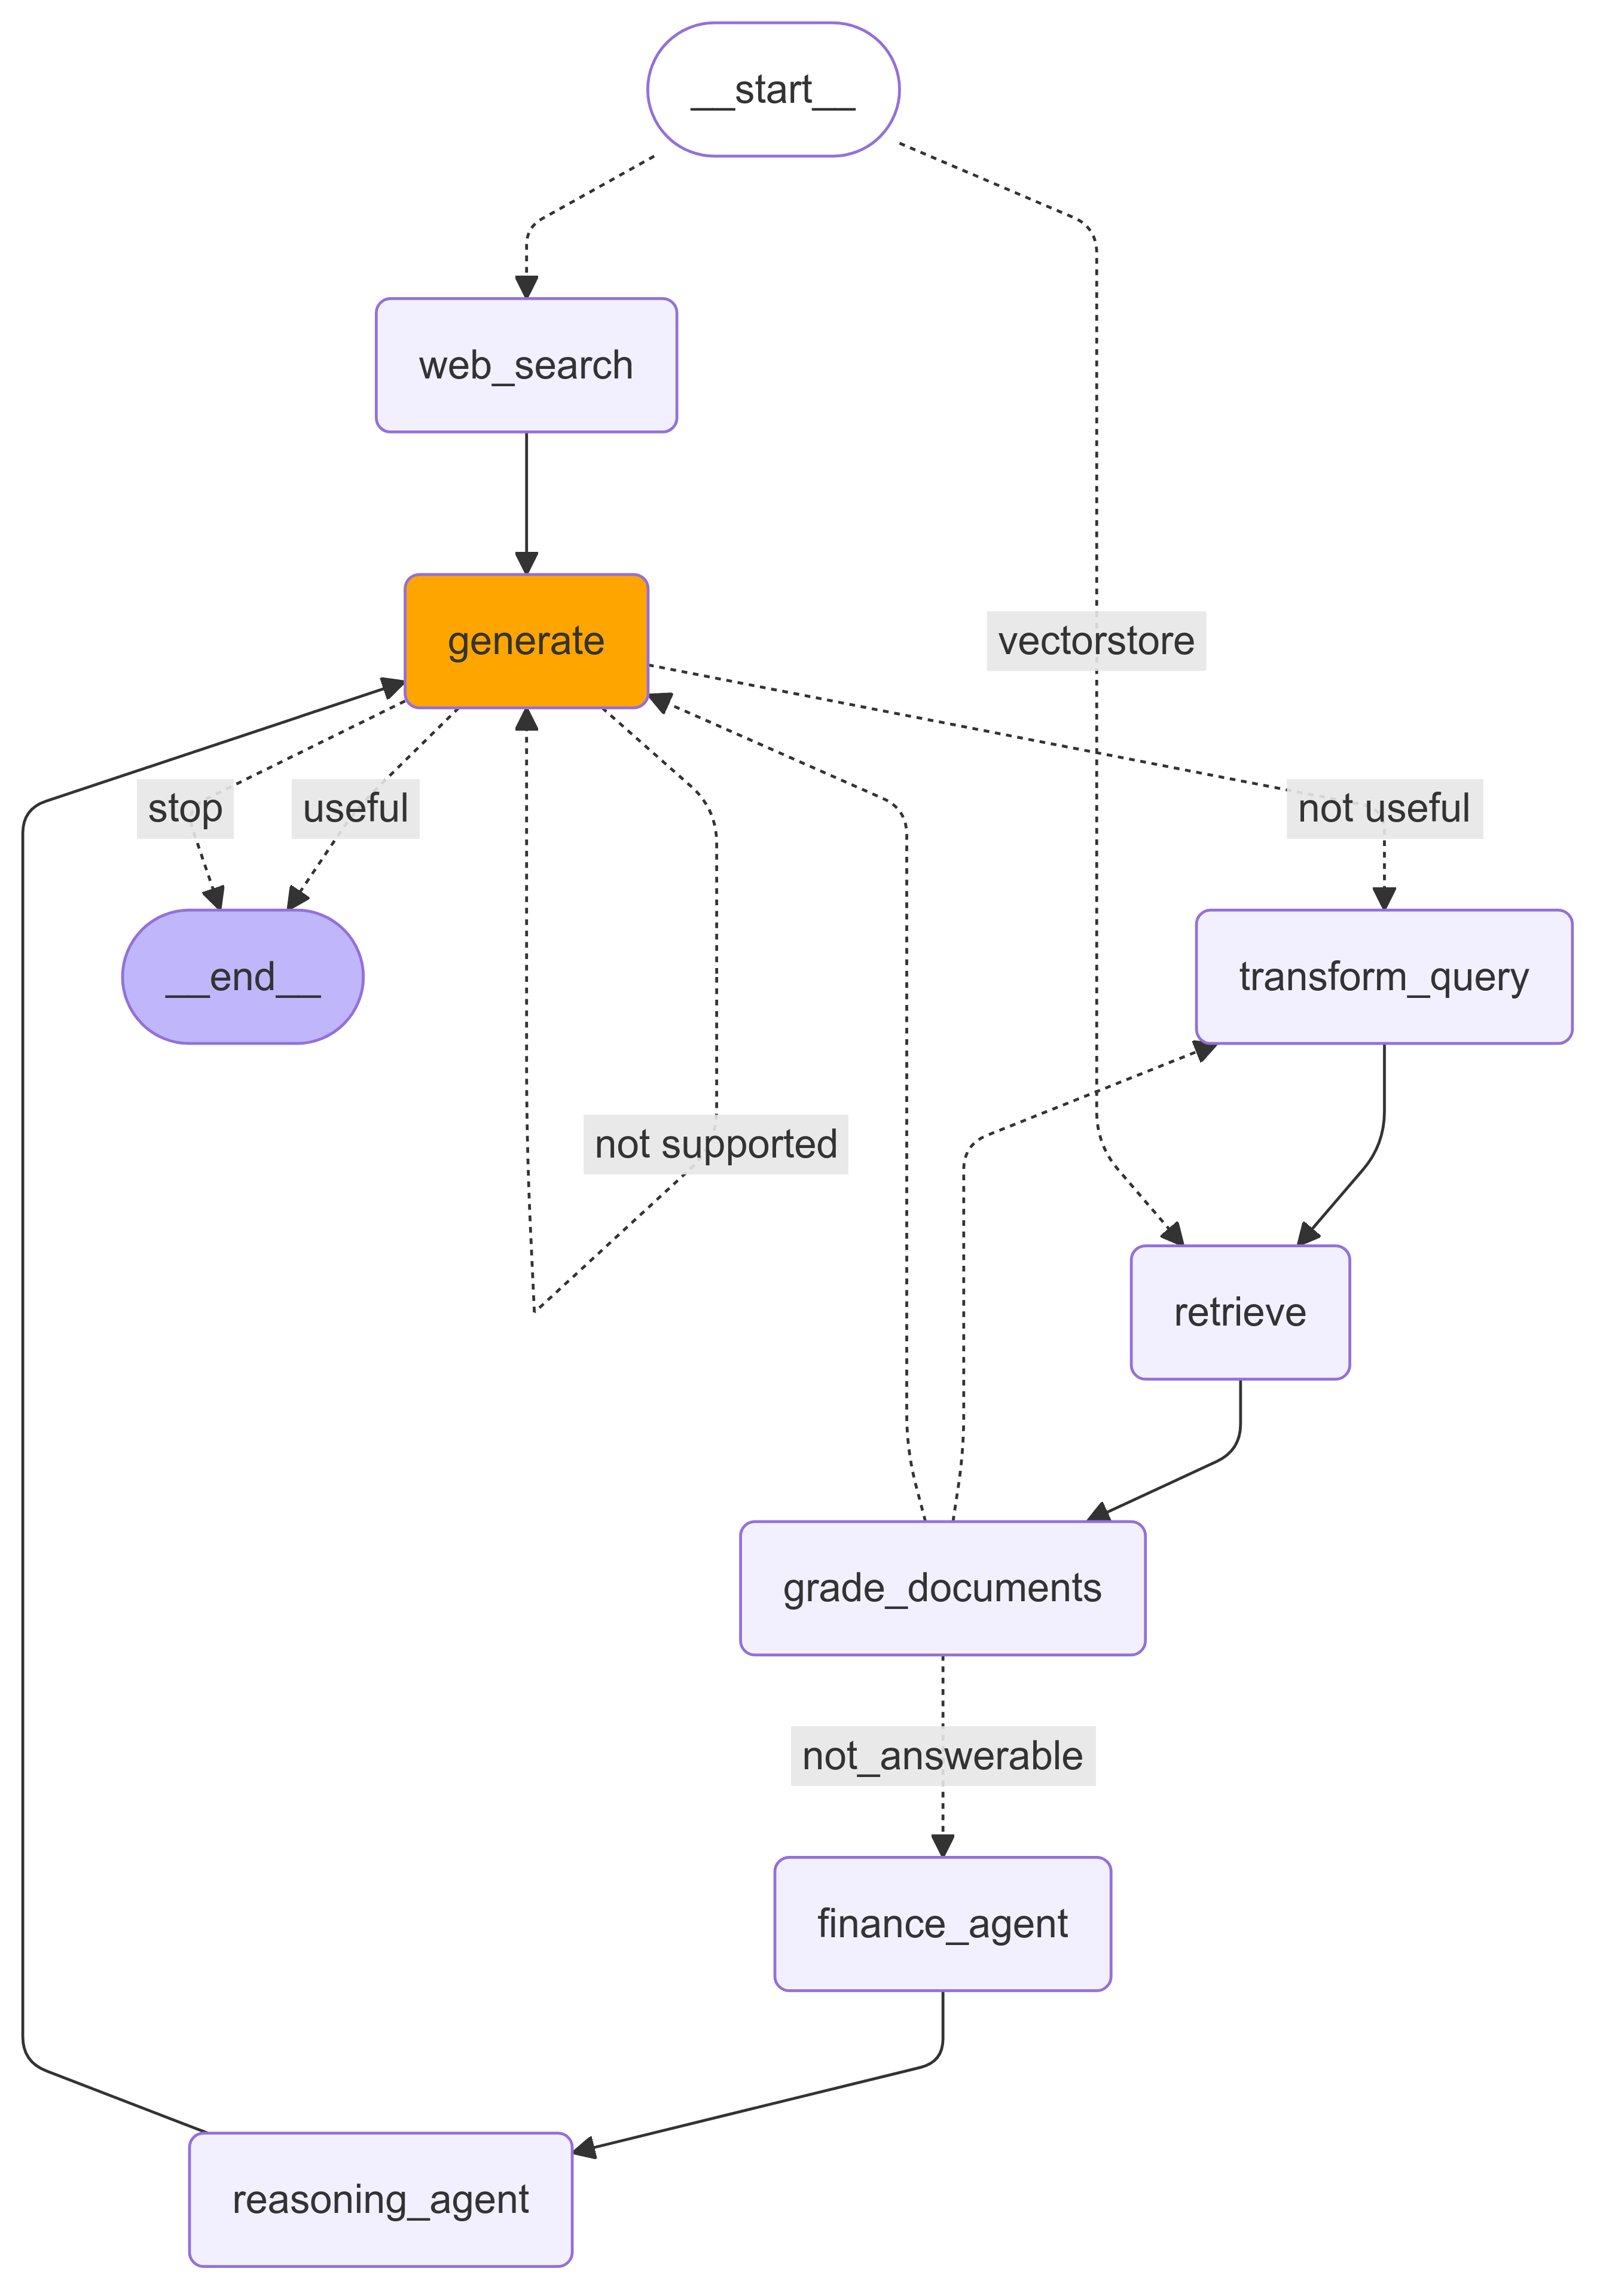 __start__
web_search
generate
vectorstore
stop
useful
not useful
__end__
transform_query
not supported
retrieve
grade_documents
not_answerable
finance_agent
reasoning_agent